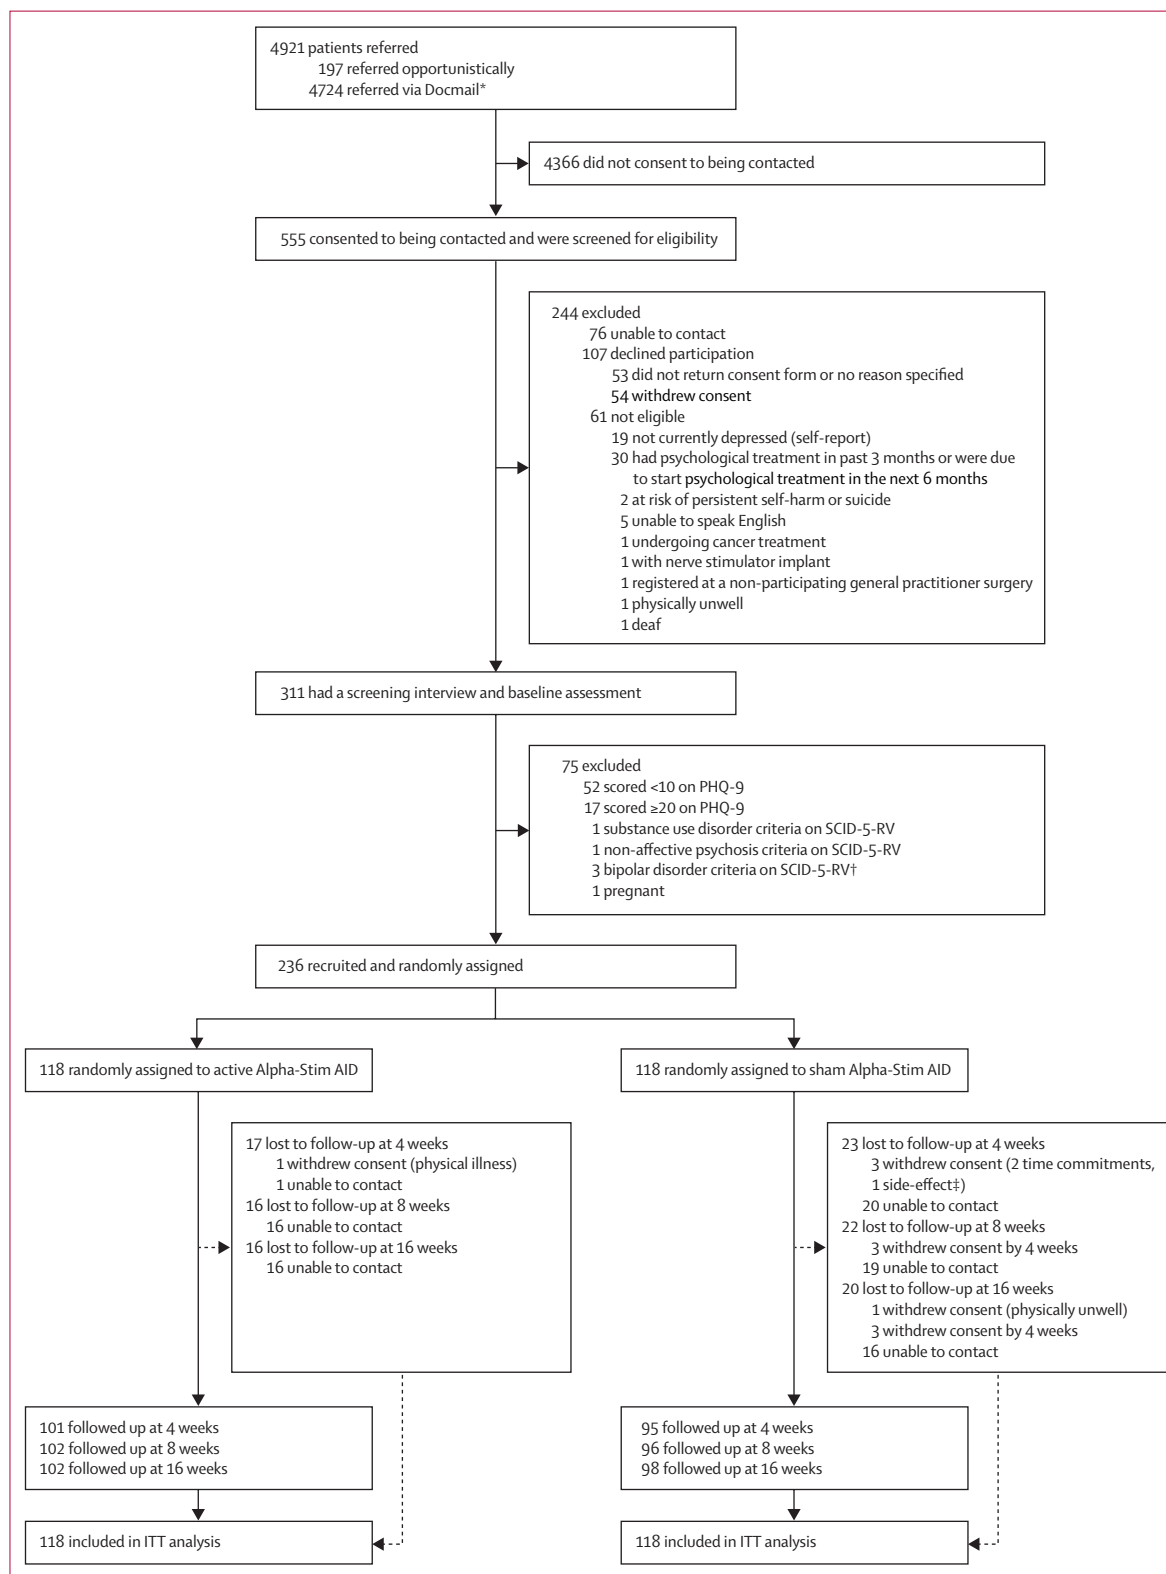 4921 patients referred
197 referred opportunistically
4724 referred via Docmail*
4366 did not consent to being contacted
555 consented to being contacted and were screened for eligibility
244 excluded
76 unable to contact
107 declined participation
53 did not return consent form or no reason specified
54 withdrew consent
61 not eligible
19 not currently depressed (self-report)
30 had psychological treatment in past 3 months or were due
to start psychological treatment in the next 6 months
2 at risk of persistent self-harm or suicide
5 unable to speak English
1 undergoing cancer treatment
1 with nerve stimulator implant
1 registered at a non-participating general practitioner surgery
1 physically unwell
1 deaf
311 had a screening interview and baseline assessment
75 excluded
52 scored <10 on PHQ-9
17 scored ≥20 on PHQ-9
1 substance use disorder criteria on SCID-5-RV
1 non-affective psychosis criteria on SCID-5-RV
3 bipolar disorder criteria on SCID-5-RV†
1 pregnant
236 recruited and randomly assigned
118 randomly assigned to active Alpha-Stim AID
17 lost to follow-up at 4 weeks
1 withdrew consent (physical illness)
1 unable to contact
16 lost to follow-up at 8 weeks
16 unable to contact
16 lost to follow-up at 16 weeks
16 unable to contact
101 followed up at 4 weeks
102 followed up at 8 weeks
102 followed up at 16 weeks
118 included in ITT analysis
118 randomly assigned to sham Alpha-Stim AID
23 lost to follow-up at 4 weeks
3 withdrew consent (2 time commitments,
1 side-effect‡)
20 unable to contact
22 lost to follow-up at 8 weeks
3 withdrew consent by 4 weeks
19 unable to contact
20 lost to follow-up at 16 weeks
1 withdrew consent (physically unwell)
3 withdrew consent by 4 weeks
16 unable to contact
95 followed up at 4 weeks
96 followed up at 8 weeks
98 followed up at 16 weeks
118 included in ITT analysis